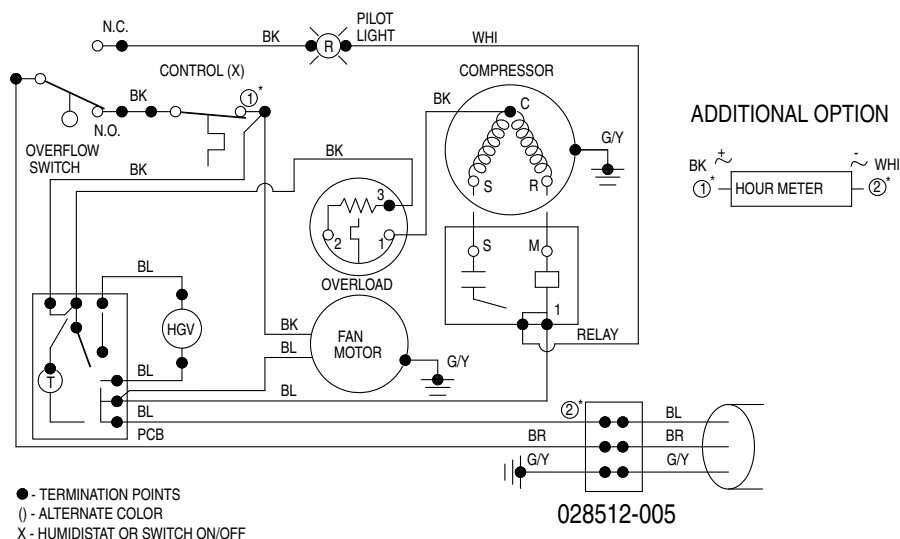 N.C.
BK
R
PILOT
LIGHT
WHI
CONTROL (X)
BK
1*
N.O.
OVERFLOW
SWITCH
BK
BK
COMPRESSOR
BK
C
G/Y
S
R
ADDITIONAL OPTION
BK + ~
- ~ WHI
1*
HOUR METER
2*
3
2
1
OVERLOAD
S
M
1
RELAY
BL
HGV
BK
BL
FAN
MOTOR
G/Y
T
BL
BL
BL
PCB
2*
BL
BR
BR
G/Y
G/Y
028512-005
● - TERMINATION POINTS
() - ALTERNATE COLOR
X - HUMIDISTAT OR SWITCH ON/OFF